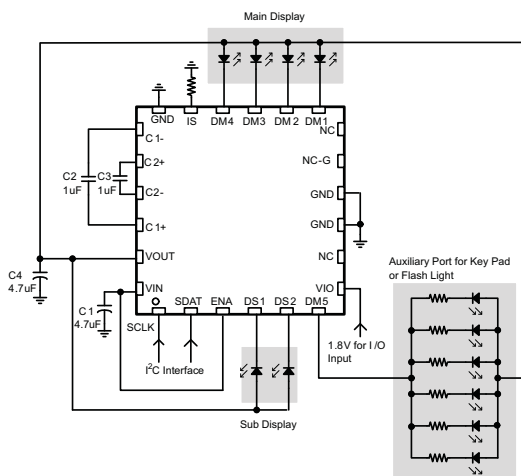 Main Display
GND
IS
DM4
DM3
DM2
DM1
C1-
NC
C2+
NC-G
C2
1uF
C3
1uF
C2-
GND
C1+
GND
VOUT
NC
C4
4.7uF
VIN
VIO
C1
4.7uF
SCLK
SDAT
ENA
DS1
DS2
DM5
I²C Interface
1.8V for I/O
Input
Sub Display
Auxiliary Port for Key Pad
or Flash Light